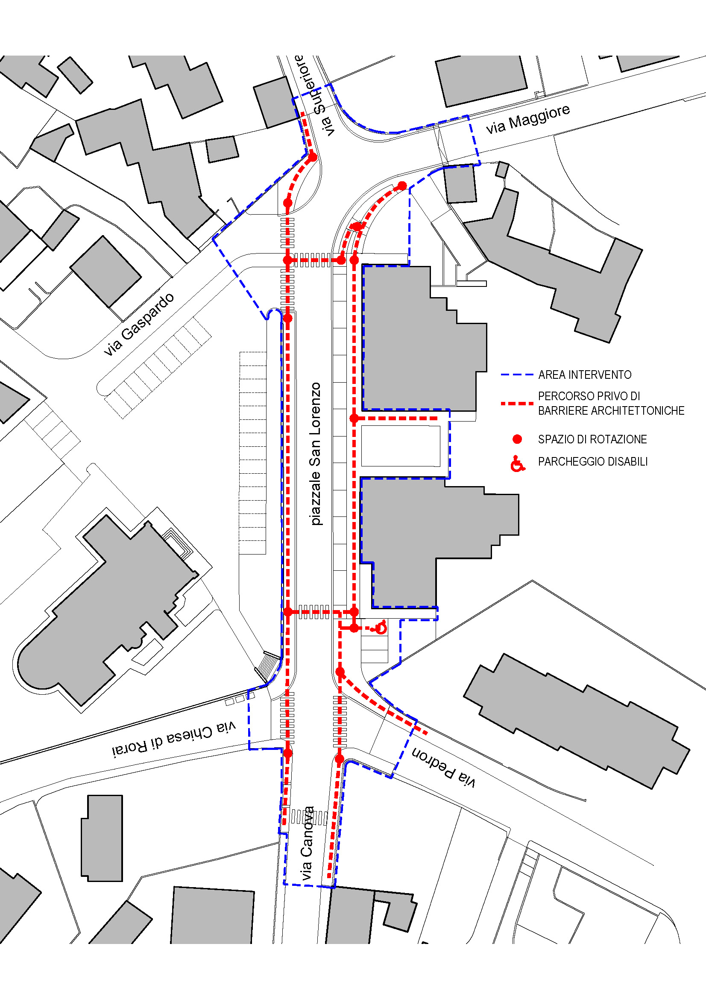 via Superiore
via Maggiore
via Gaspardo
AREA INTERVENTO
PERCORSO PRIVO DI
BARRIERE ARCHITETTONICHE
piazzale San Lorenzo
SPAZIO DI ROTAZIONE
PARCHEGGIO DISABILI
via Chiesa di Rorai
via Pedron
via Canova